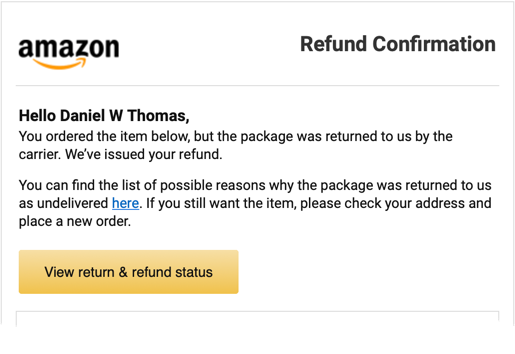 amazon
Refund Confirmation
Hello Daniel W Thomas,
You ordered the item below, but the package was returned to us by the
carrier. We’ve issued your refund.
You can find the list of possible reasons why the package was returned to us
as undelivered here. If you still want the item, please check your address and
place a new order.
View return & refund status